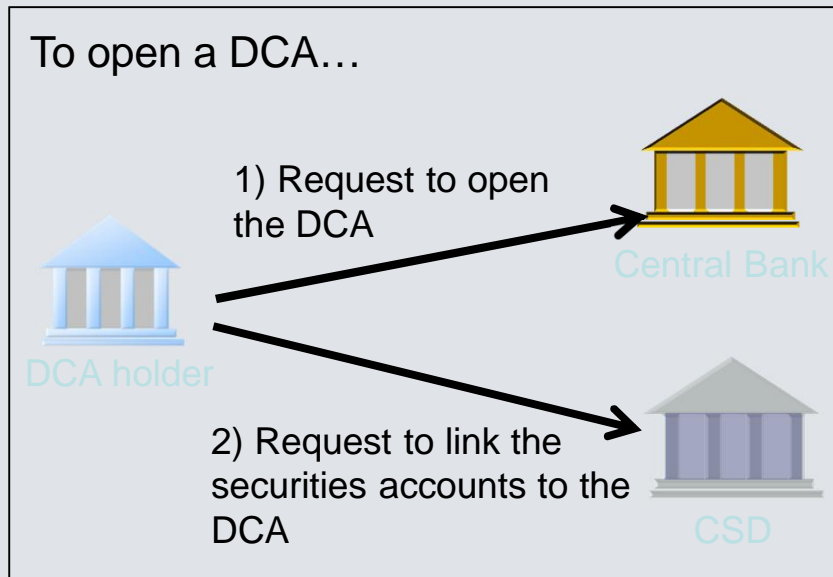 To open a DCA…
1) Request to open
the DCA
Central Bank
DCA holder
2) Request to link the
securities accounts to the
DCA
CSD